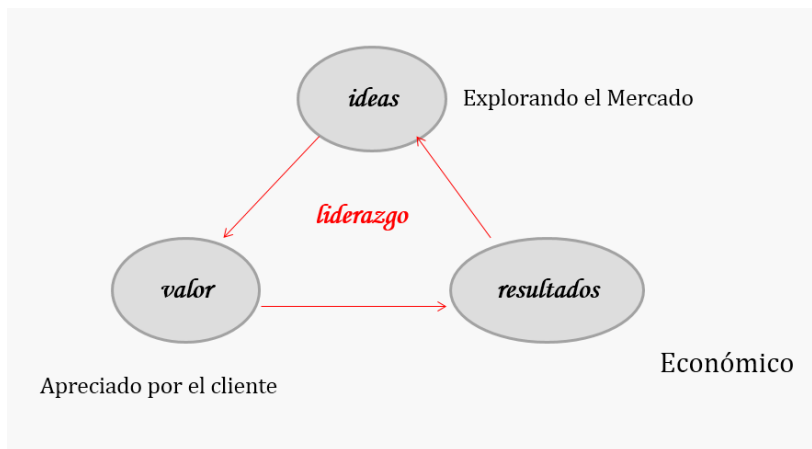 ideas
Explorando el Mercado
liderazgo
valor
resultados
Económico
Apreciado por el cliente